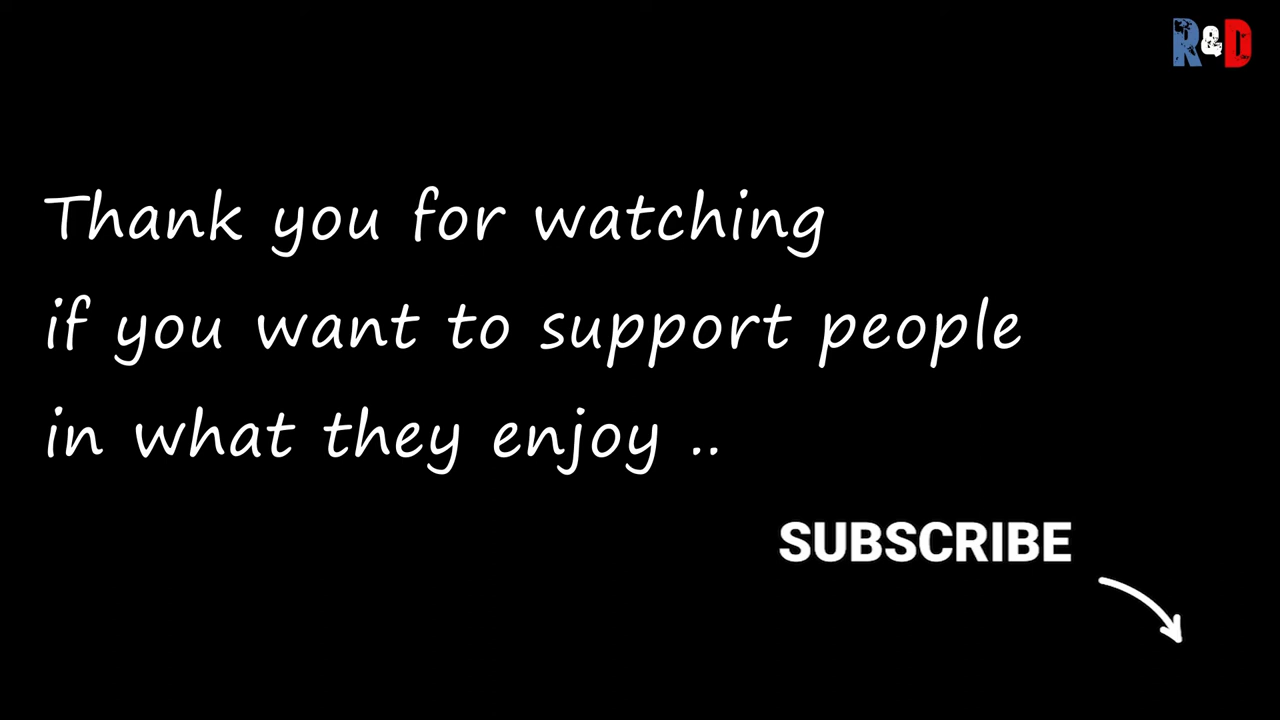 R&D
Thank you for watching
if you want to support people
in what they enjoy ..
SUBSCRIBE